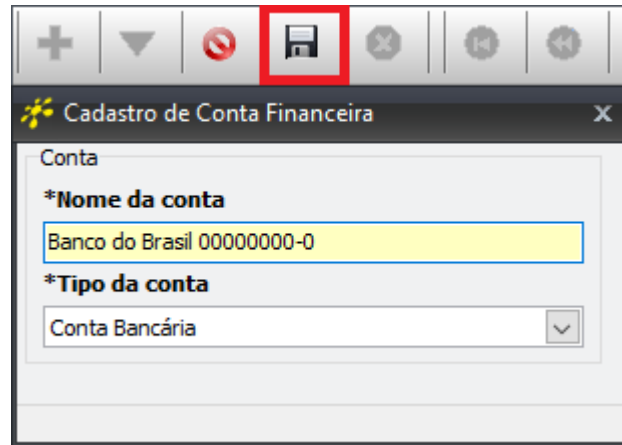 Cadastro de Conta Financeira
Conta
*Nome da conta
Banco do Brasil 00000000-0
*Tipo da conta
Conta Bancária